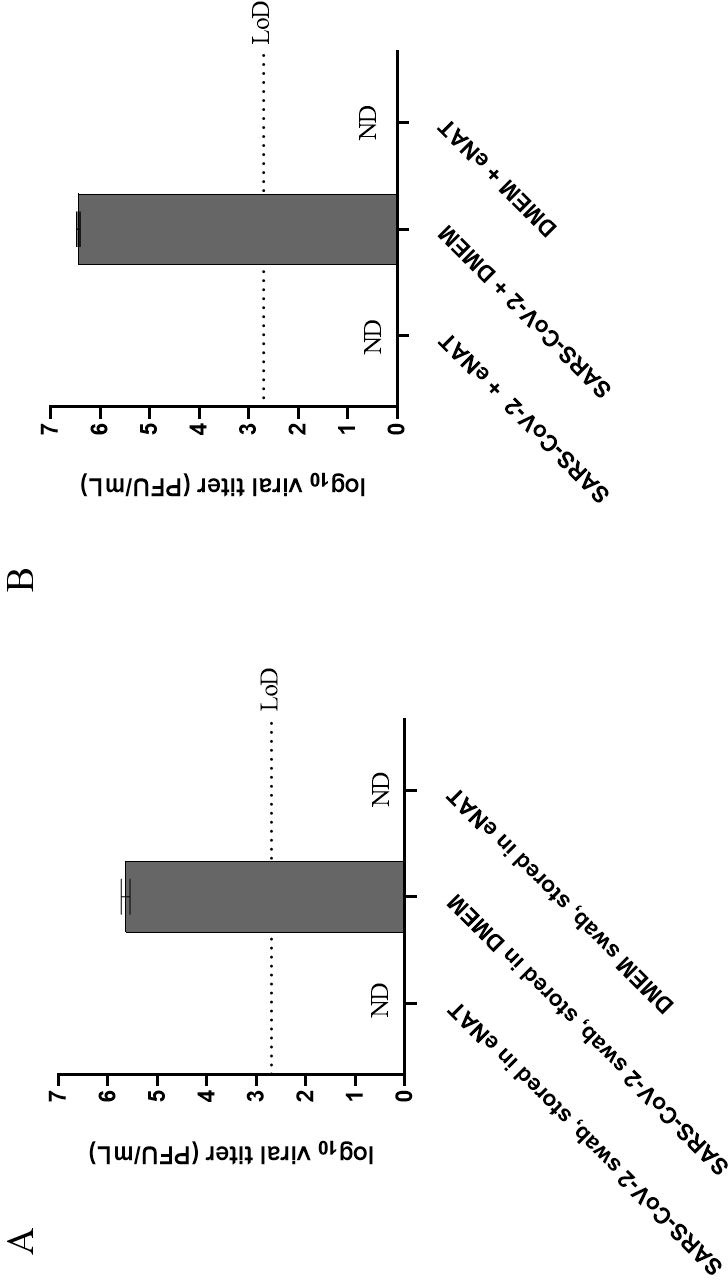 A
log10 viral titer (PFU/mL)
7
6
5
4
3
2
1
0
LoD
ND
ND
SARS-CoV-2 swab, stored in eNAT
SARS-CoV-2 swab, stored in DMEM
DMEM swab, stored in eNAT
B
log10 viral titer (PFU/mL)
7
6
5
4
3
2
1
0
LoD
ND
ND
SARS-CoV-2 + eNAT
SARS-CoV-2 + DMEM
DMEM + eNAT